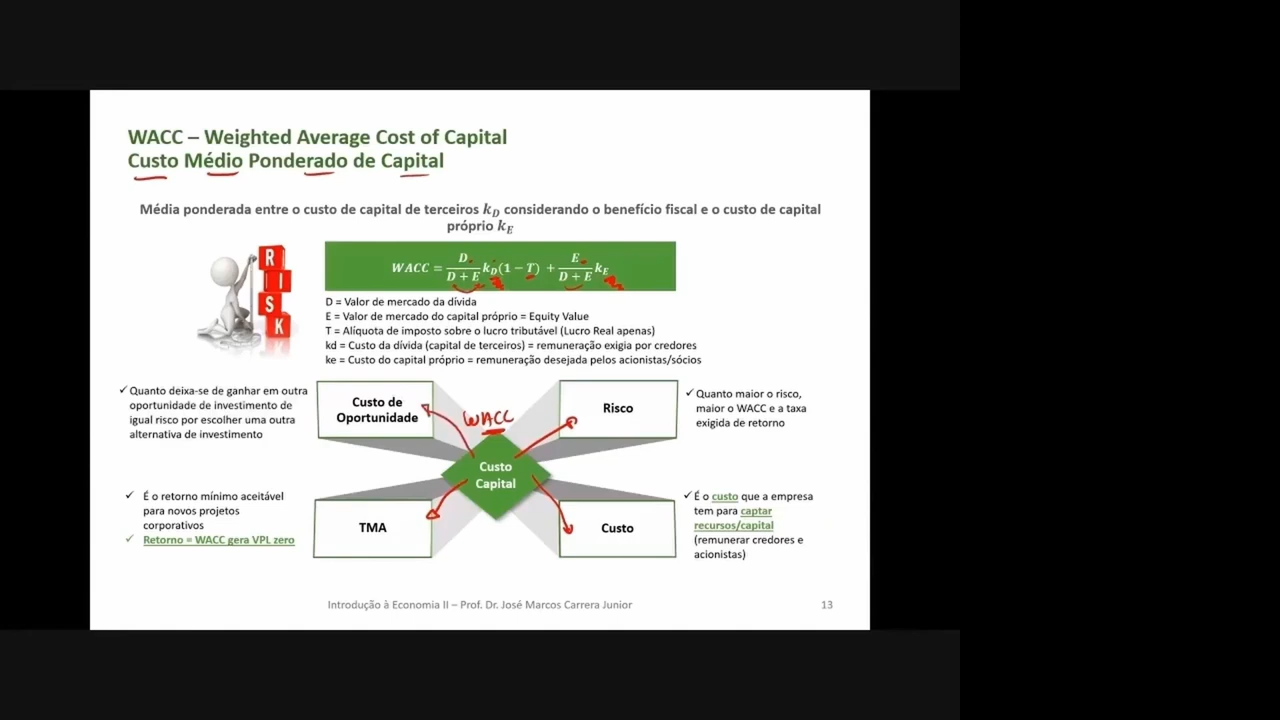 WACC – Weighted Average Cost of Capital
Custo Médio Ponderado de Capital
Média ponderada entre o custo de capital de terceiros k_D considerando o benefício fiscal e o custo de capital
próprio k_E
R
I
S
K
WACC = D/(D + E) k_D(1 − T) + E/(D + E) k_E
D = Valor de mercado da dívida
E = Valor de mercado do capital próprio = Equity Value
T = Alíquota de imposto sobre o lucro tributável (Lucro Real apenas)
kd = Custo da dívida (capital de terceiros) = remuneração exigia por credores
ke = Custo do capital próprio = remuneração desejada pelos acionistas/sócios
✓ Quanto deixa-se de ganhar em outra
oportunidade de investimento de
igual risco por escolher uma outra
alternativa de investimento
Custo de
Oportunidade
WACC
Risco
✓ Quanto maior o risco,
maior o WACC e a taxa
exigida de retorno
Custo
Capital
✓ É o retorno mínimo aceitável
para novos projetos
corporativos
✓ Retorno = WACC gera VPL zero
TMA
Custo
✓ É o custo que a empresa
tem para captar
recursos/capital
(remunerar credores e
acionistas)
Introdução à Economia II – Prof. Dr. José Marcos Carrera Junior
13